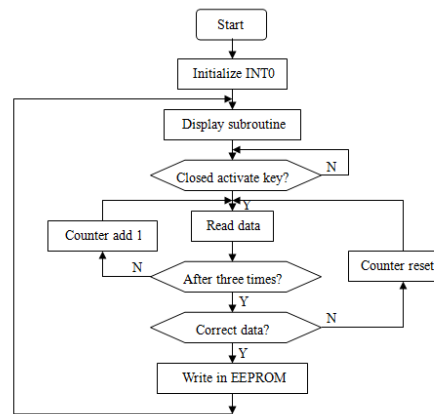 Start
Initialize INT0
Display subroutine
Closed activate key?
N
Y
Read data
Counter add 1
Counter reset
N
After three times?
Y
Correct data?
N
Y
Write in EEPROM